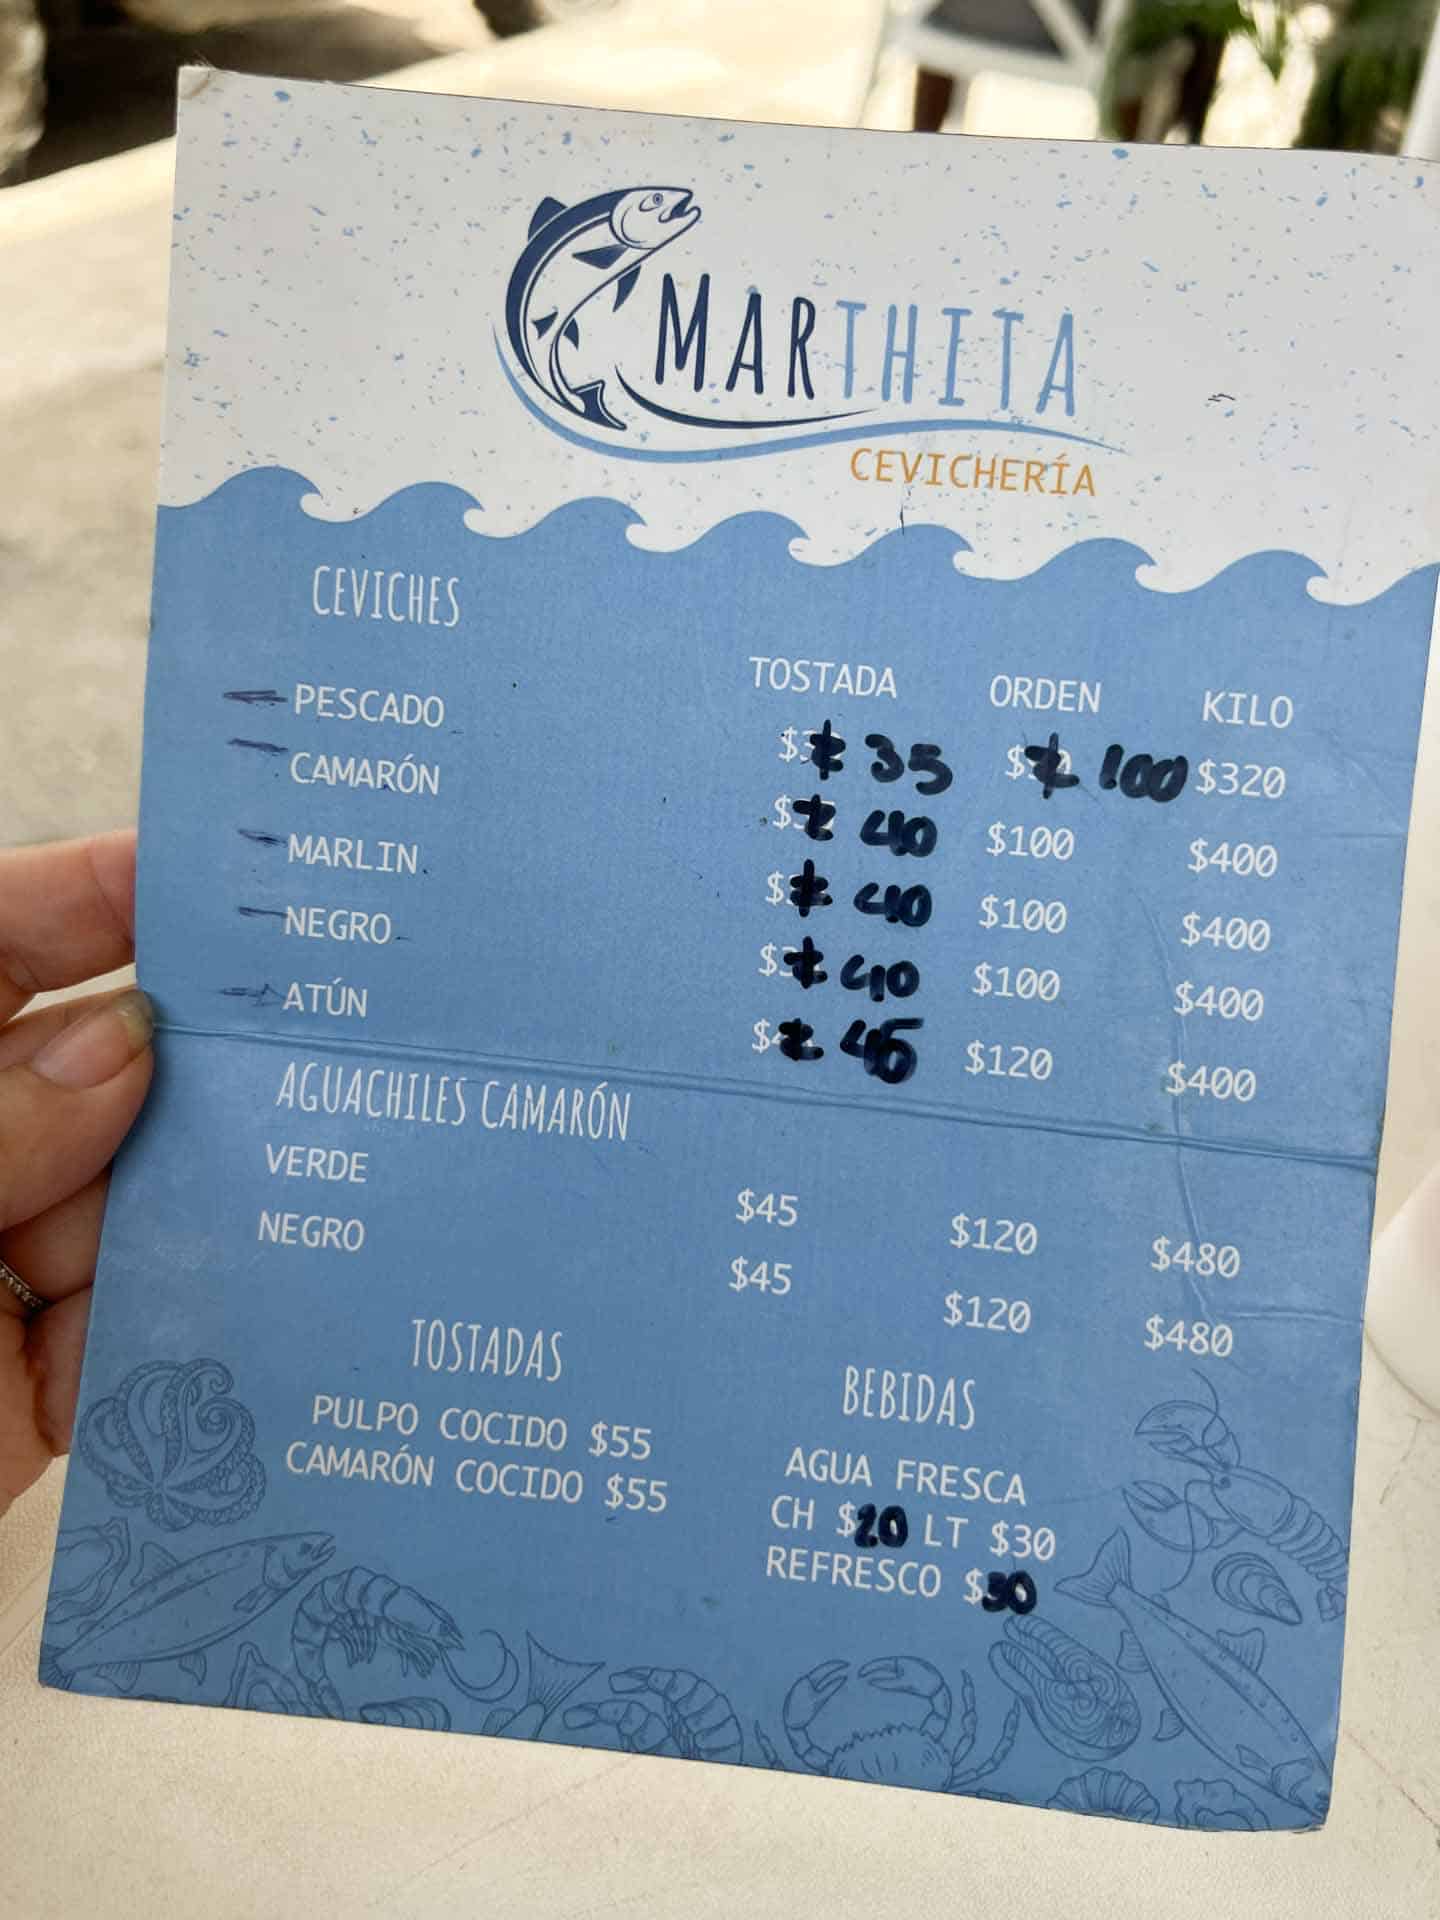 MARTHITA
CEVICHERÍA
CEVICHES
TOSTADA ORDEN KILO
PESCADO $ 35 $ 100 $320
CAMARÓN $ 40 $100 $400
MARLIN $ 40 $100 $400
NEGRO $ 40 $100 $400
ATÚN $ 45 $120 $400
AGUACHILES CAMARÓN
VERDE $45 $120 $480
NEGRO $45 $120 $480
TOSTADAS
PULPO COCIDO $55
CAMARÓN COCIDO $55
BEBIDAS
AGUA FRESCA
CH $20 LT $30
REFRESCO $30